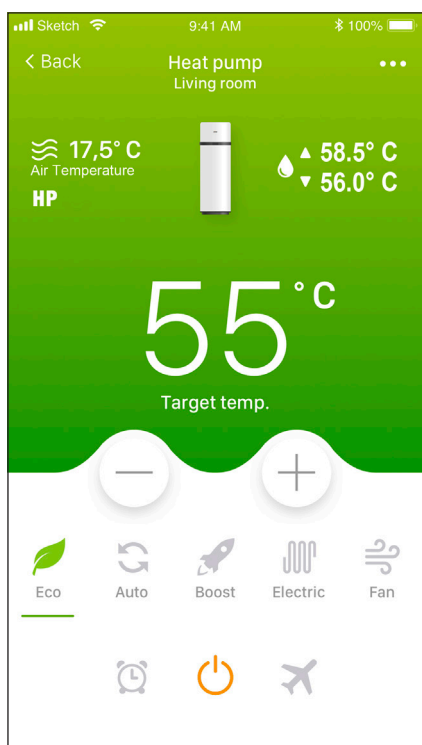 Sketch 9:41 AM 100%
Back
Heat pump
Living room
17,5° C
Air Temperature
HP
▲ 58.5° C
▼ 56.0° C
55 °C
Target temp.
Eco Auto Boost Electric Fan